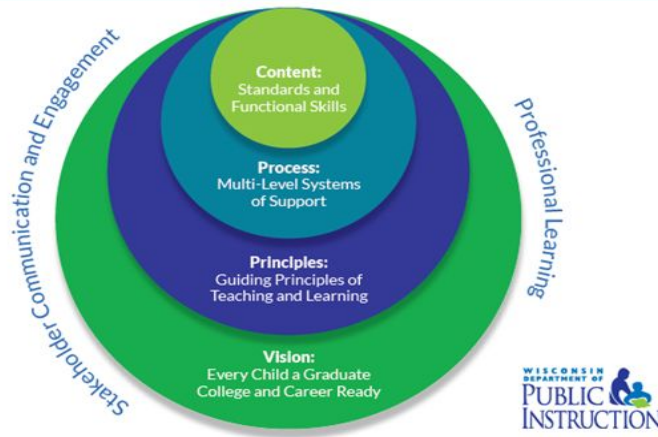 Content:
Standards and
Functional Skills
Process:
Multi-Level Systems
of Support
Principles:
Guiding Principles of
Teaching and Learning
Vision:
Every Child a Graduate
College and Career Ready
Stakeholder Communication and Engagement
Professional Learning
WISCONSIN
DEPARTMENT OF
PUBLIC
INSTRUCTION